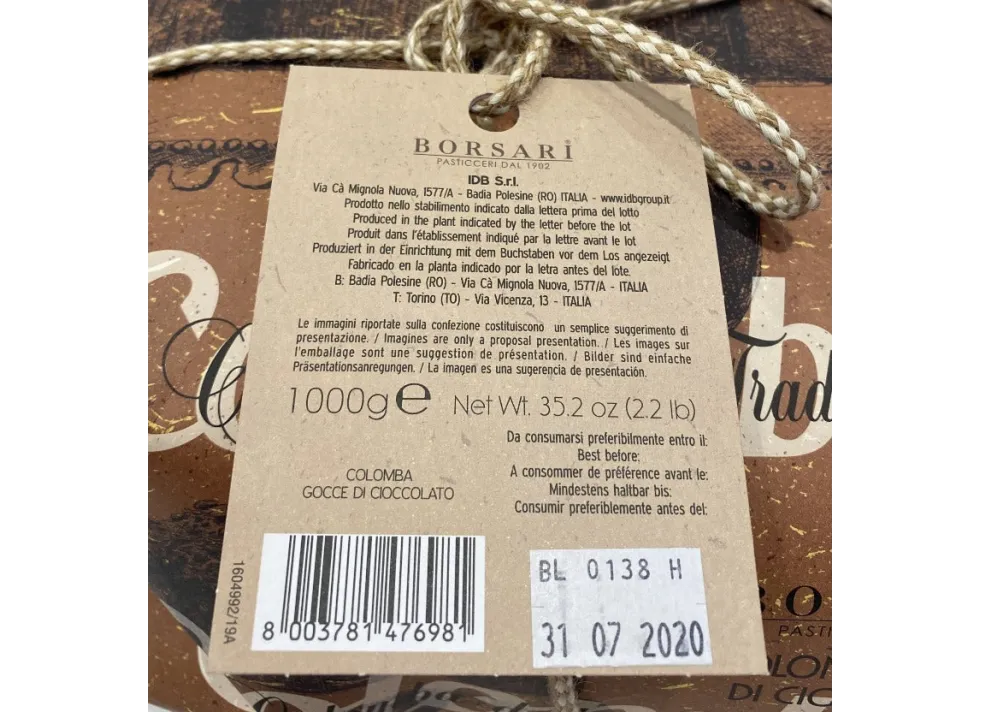 BORSARI
PASTICCERI DAL 1902
IDB S.r.l.
Via Cà Mignola Nuova, 1577/A - Badia Polesine (RO) ITALIA - www.idbgroup.it
Prodotto nello stabilimento indicato dalla lettera prima del lotto
Produced in the plant indicated by the letter before the lot
Produit dans l'établissement indiqué par la lettre avant le lot
Produziert in der Einrichtung mit dem Buchstaben vor dem Los angezeigt
Fabricado en la planta indicado por la letra antes del lote.
B: Badia Polesine (RO) - Via Cà Mignola Nuova, 1577/A - ITALIA
T: Torino (TO) - Via Vicenza, 13 - ITALIA
Le immagini riportate sulla confezione costituiscono un semplice suggerimento di
presentazione. / Imagines are only a proposal presentation. / Les images sur
l'emballage sont une suggestion de présentation. / Bilder sind einfache
Präsentationsanregungen. / La imagen es una sugerencia de presentación.
1000g e Net Wt. 35.2 oz (2.2 lb)
Da consumarsi preferibilmente entro il:
Best before:
A consommer de préférence avant le:
Mindestens haltbar bis:
Consumir preferiblemente antes del:
COLOMBA
GOCCE DI CIOCCOLATO
1604992/19A
8 003781 476981
BL 0138 H
31 07 2020
Trad
BO
PASTI
OLOM
DI CIO